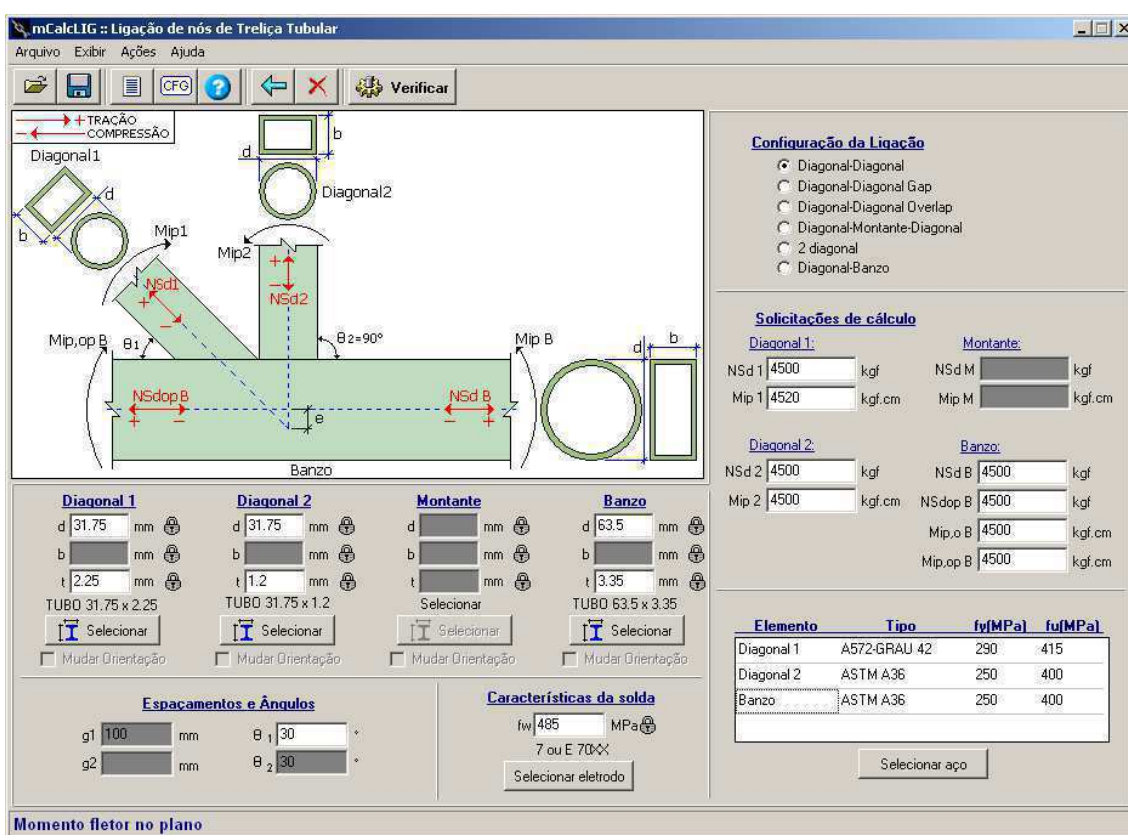 mCalcLIG :: Ligação de nós de Treliça Tubular
Arquivo Exibir Ações Ajuda
CFG ? Verificar
+ TRAÇÃO
- COMPRESSÃO
Diagonal1
d
b
b
d
Diagonal2
Mip1
Mip2
NSd1
+
-
+
-
NSd2
Mip,op B
θ1
θ2=90°
Mip B
d
b
NSdop B
+ -
NSd B
- +
e
Banzo
Configuração da Ligação
Diagonal-Diagonal
Diagonal-Diagonal Gap
Diagonal-Diagonal Overlap
Diagonal-Montante-Diagonal
2 diagonal
Diagonal-Banzo
Solicitações de cálculo
Diagonal 1: Montante:
NSd 1 4500 kgf NSd M kgf
Mip 1 4520 kgf.cm Mip M kgf.cm
Diagonal 2: Banzo:
NSd 2 4500 kgf NSd B 4500 kgf
Mip 2 4500 kgf.cm NSdop B 4500 kgf
Mip,o B 4500 kgf.cm
Mip,op B 4500 kgf.cm
Diagonal 1 Diagonal 2 Montante Banzo
d 31.75 mm d 31.75 mm d mm d 63.5 mm
b mm b mm b mm b mm
t 2.25 mm t 1.2 mm t mm t 3.35 mm
TUBO 31.75 x 2.25 TUBO 31.75 x 1.2 Selecionar TUBO 63.5 x 3.35
Selecionar Selecionar Selecionar Selecionar
Mudar Orientação Mudar Orientação Mudar Orientação Mudar Orientação
Espaçamentos e Ângulos
g1 100 mm θ 1 30 °
g2 mm θ 2 30 °
Características da solda
fw 485 MPa
7 ou E 70XX
Selecionar eletrodo
Elemento Tipo fy(MPa) fu(MPa)
Diagonal 1 A572-GRAU 42 290 415
Diagonal 2 ASTM A36 250 400
Banzo ASTM A36 250 400
Selecionar aço
Momento fletor no plano